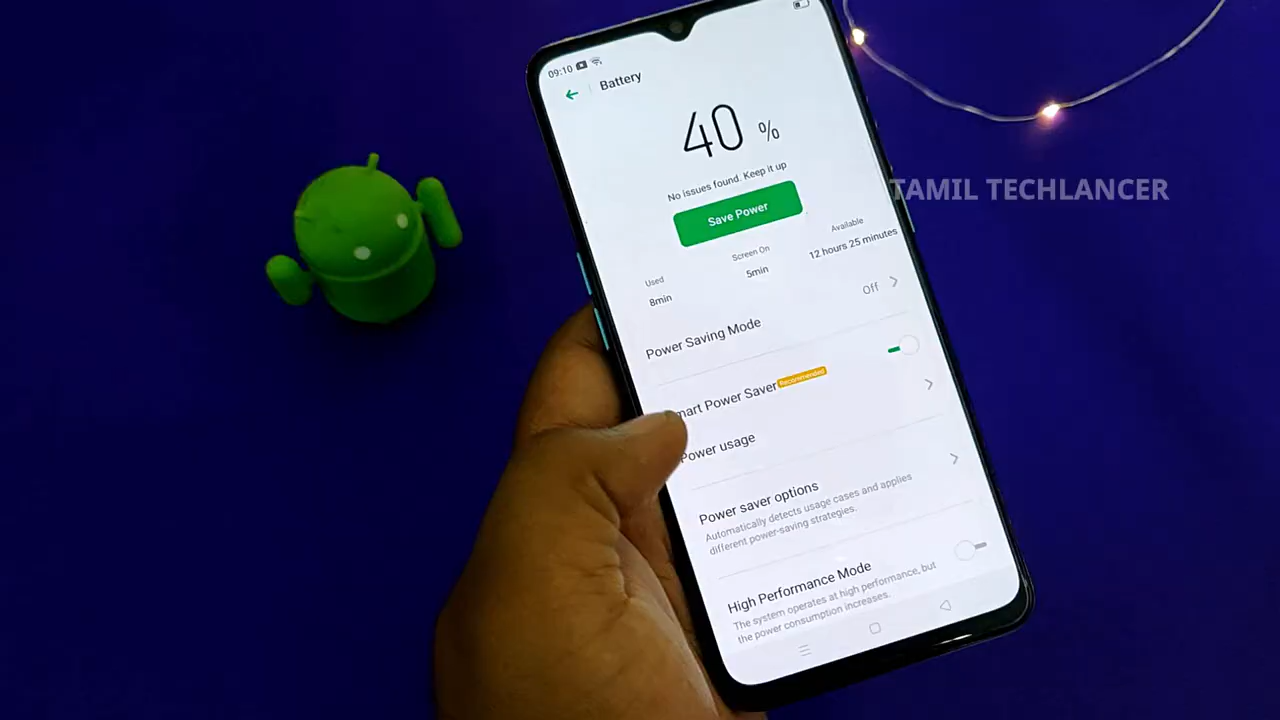 09:10
Battery
40 %
No issues found. Keep it up
Save Power
TAMIL TECHLANCER
Used
Screen On
Available
8min
5min
12 hours 25 minutes
Power Saving Mode
Off
mart Power Saver Recommended
Power usage
Power saver options
Automatically detects usage cases and applies
different power-saving strategies.
High Performance Mode
The system operates at high performance, but
the power consumption increases.